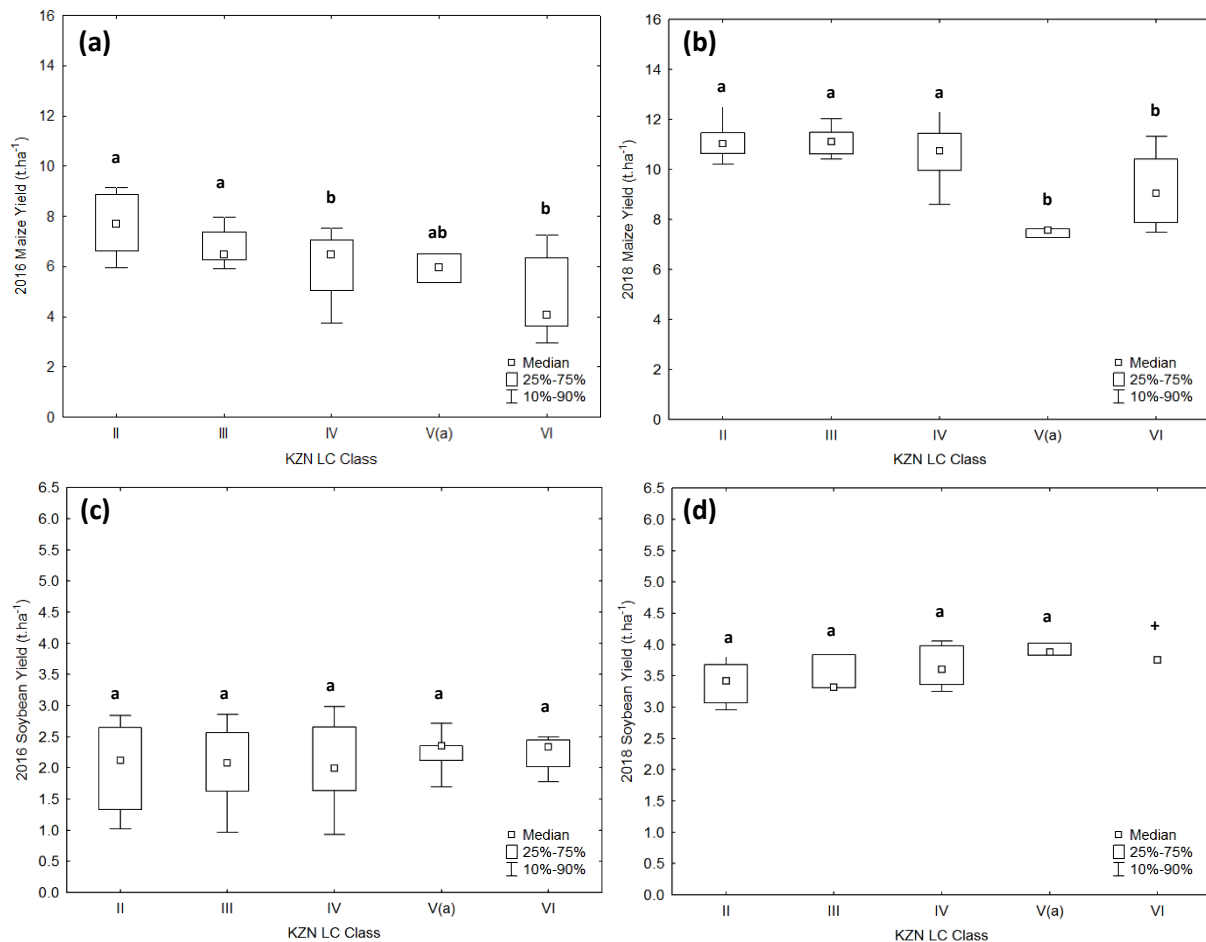 (a)
16
14
12
10
8
6
4
2
0
2016 Maize Yield (t.ha-1)
a
a
b
ab
b
Median
25%-75%
10%-90%
II
III
IV
V(a)
VI
KZN LC Class
(b)
16
14
12
10
8
6
4
2
0
2018 Maize Yield (t.ha-1)
a
a
a
b
b
Median
25%-75%
10%-90%
II
III
IV
V(a)
VI
KZN LC Class
(c)
6.5
6.0
5.5
5.0
4.5
4.0
3.5
3.0
2.5
2.0
1.5
1.0
0.5
0.0
2016 Soybean Yield (t.ha-1)
a
a
a
a
a
Median
25%-75%
10%-90%
II
III
IV
V(a)
VI
KZN LC Class
(d)
6.5
6.0
5.5
5.0
4.5
4.0
3.5
3.0
2.5
2.0
1.5
1.0
0.5
0.0
2018 Soybean Yield (t.ha-1)
a
a
a
a
+
Median
25%-75%
10%-90%
II
III
IV
V(a)
VI
KZN LC Class